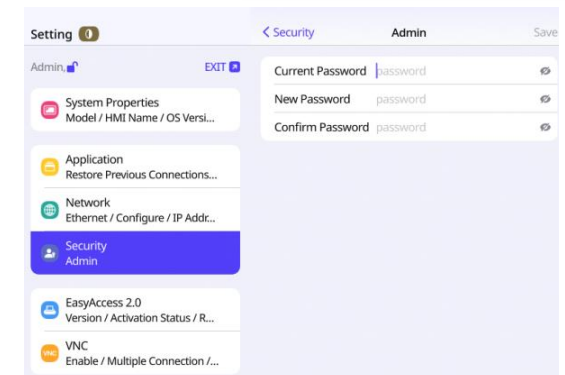 Setting
Admin,
EXIT
System Properties
Model / HMI Name / OS Versi...
Application
Restore Previous Connections...
Network
Ethernet / Configure / IP Addr...
Security
Admin
EasyAccess 2.0
Version / Activation Status / R...
VNC
VNC
Enable / Multiple Connection /...
Security
Admin
Save
Current Password password
New Password password
Confirm Password password